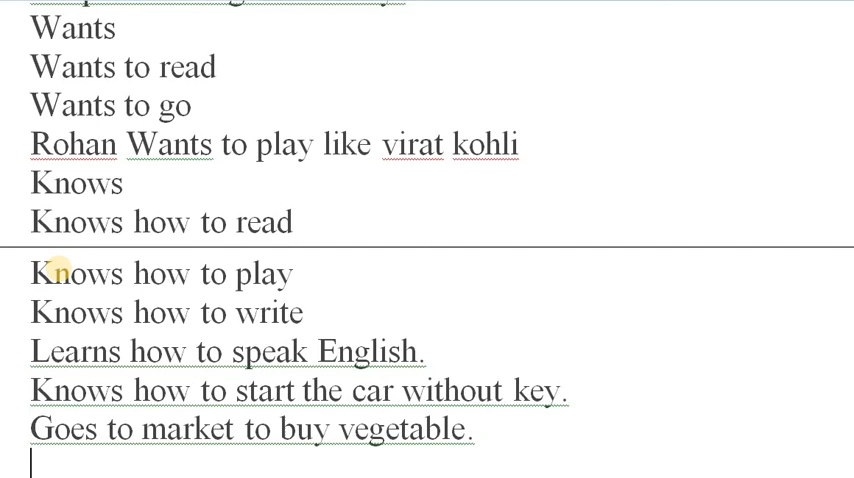 Wants
Wants to read
Wants to go
Rohan Wants to play like virat kohli
Knows
Knows how to read
Knows how to play
Knows how to write
Learns how to speak English.
Knows how to start the car without key.
Goes to market to buy vegetable.